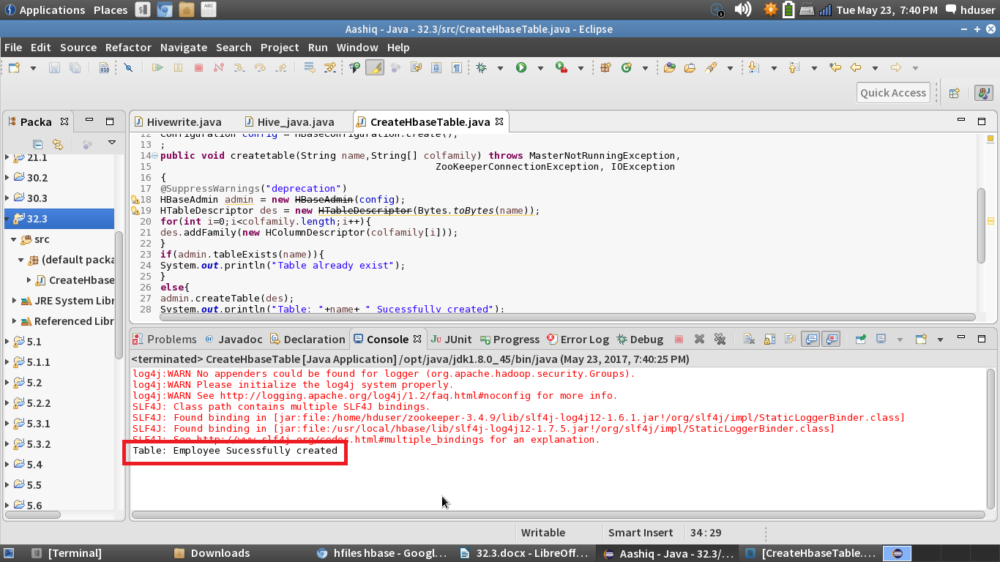 Applications Places Tue May 23, 7:40 PM hduser
Aashiq - Java - 32.3/src/CreateHbaseTable.java - Eclipse
File Edit Source Refactor Navigate Search Project Run Window Help
Quick Access
Packa
Hivewrite.java Hive_java.java CreateHbaseTable.java
21.1
30.2
30.3
32.3
src
(default packa
CreateHbase
JRE System Libr
Referenced Libr
5.1
5.1.1
5.2
5.2.2
5.3.1
5.3.2
5.4
5.5
5.6
12 Configuration config = HBaseConfiguration.create();
13 ;
14 public void createtable(String name,String[] colfamily) throws MasterNotRunningException,
15 ZooKeeperConnectionException, IOException
16 {
17 @SuppressWarnings("deprecation")
18 HBaseAdmin admin = new HBaseAdmin(config);
19 HTableDescriptor des = new HTableDescriptor(Bytes.toBytes(name));
20 for(int i=0;i<colfamily.length;i++){
21 des.addFamily(new HColumnDescriptor(colfamily[i]));
22 }
23 if(admin.tableExists(name)){
24 System.out.println("Table already exist");
25 }
26 else{
27 admin.createTable(des);
28 System.out.println("Table: "+name+ " Sucessfully created");
Problems @ Javadoc Declaration Console JUnit Progress Error Log Debug
<terminated> CreateHbaseTable [Java Application] /opt/java/jdk1.8.0_45/bin/java (May 23, 2017, 7:40:25 PM)
log4j:WARN No appenders could be found for logger (org.apache.hadoop.security.Groups).
log4j:WARN Please initialize the log4j system properly.
log4j:WARN See http://logging.apache.org/log4j/1.2/faq.html#noconfig for more info.
SLF4J: Class path contains multiple SLF4J bindings.
SLF4J: Found binding in [jar:file:/home/hduser/zookeeper-3.4.9/lib/slf4j-log4j12-1.6.1.jar!/org/slf4j/impl/StaticLoggerBinder.class]
SLF4J: Found binding in [jar:file:/usr/local/hbase/lib/slf4j-log4j12-1.7.5.jar!/org/slf4j/impl/StaticLoggerBinder.class]
SLF4J: See http://www.slf4j.org/codes.html#multiple_bindings for an explanation.
Table: Employee Sucessfully created
Writable Smart Insert 34 : 29
[Terminal] Downloads hfiles hbase - Googl... 32.3.docx - LibreOff... Aashiq - Java - 32.3/... [CreateHbaseTable....